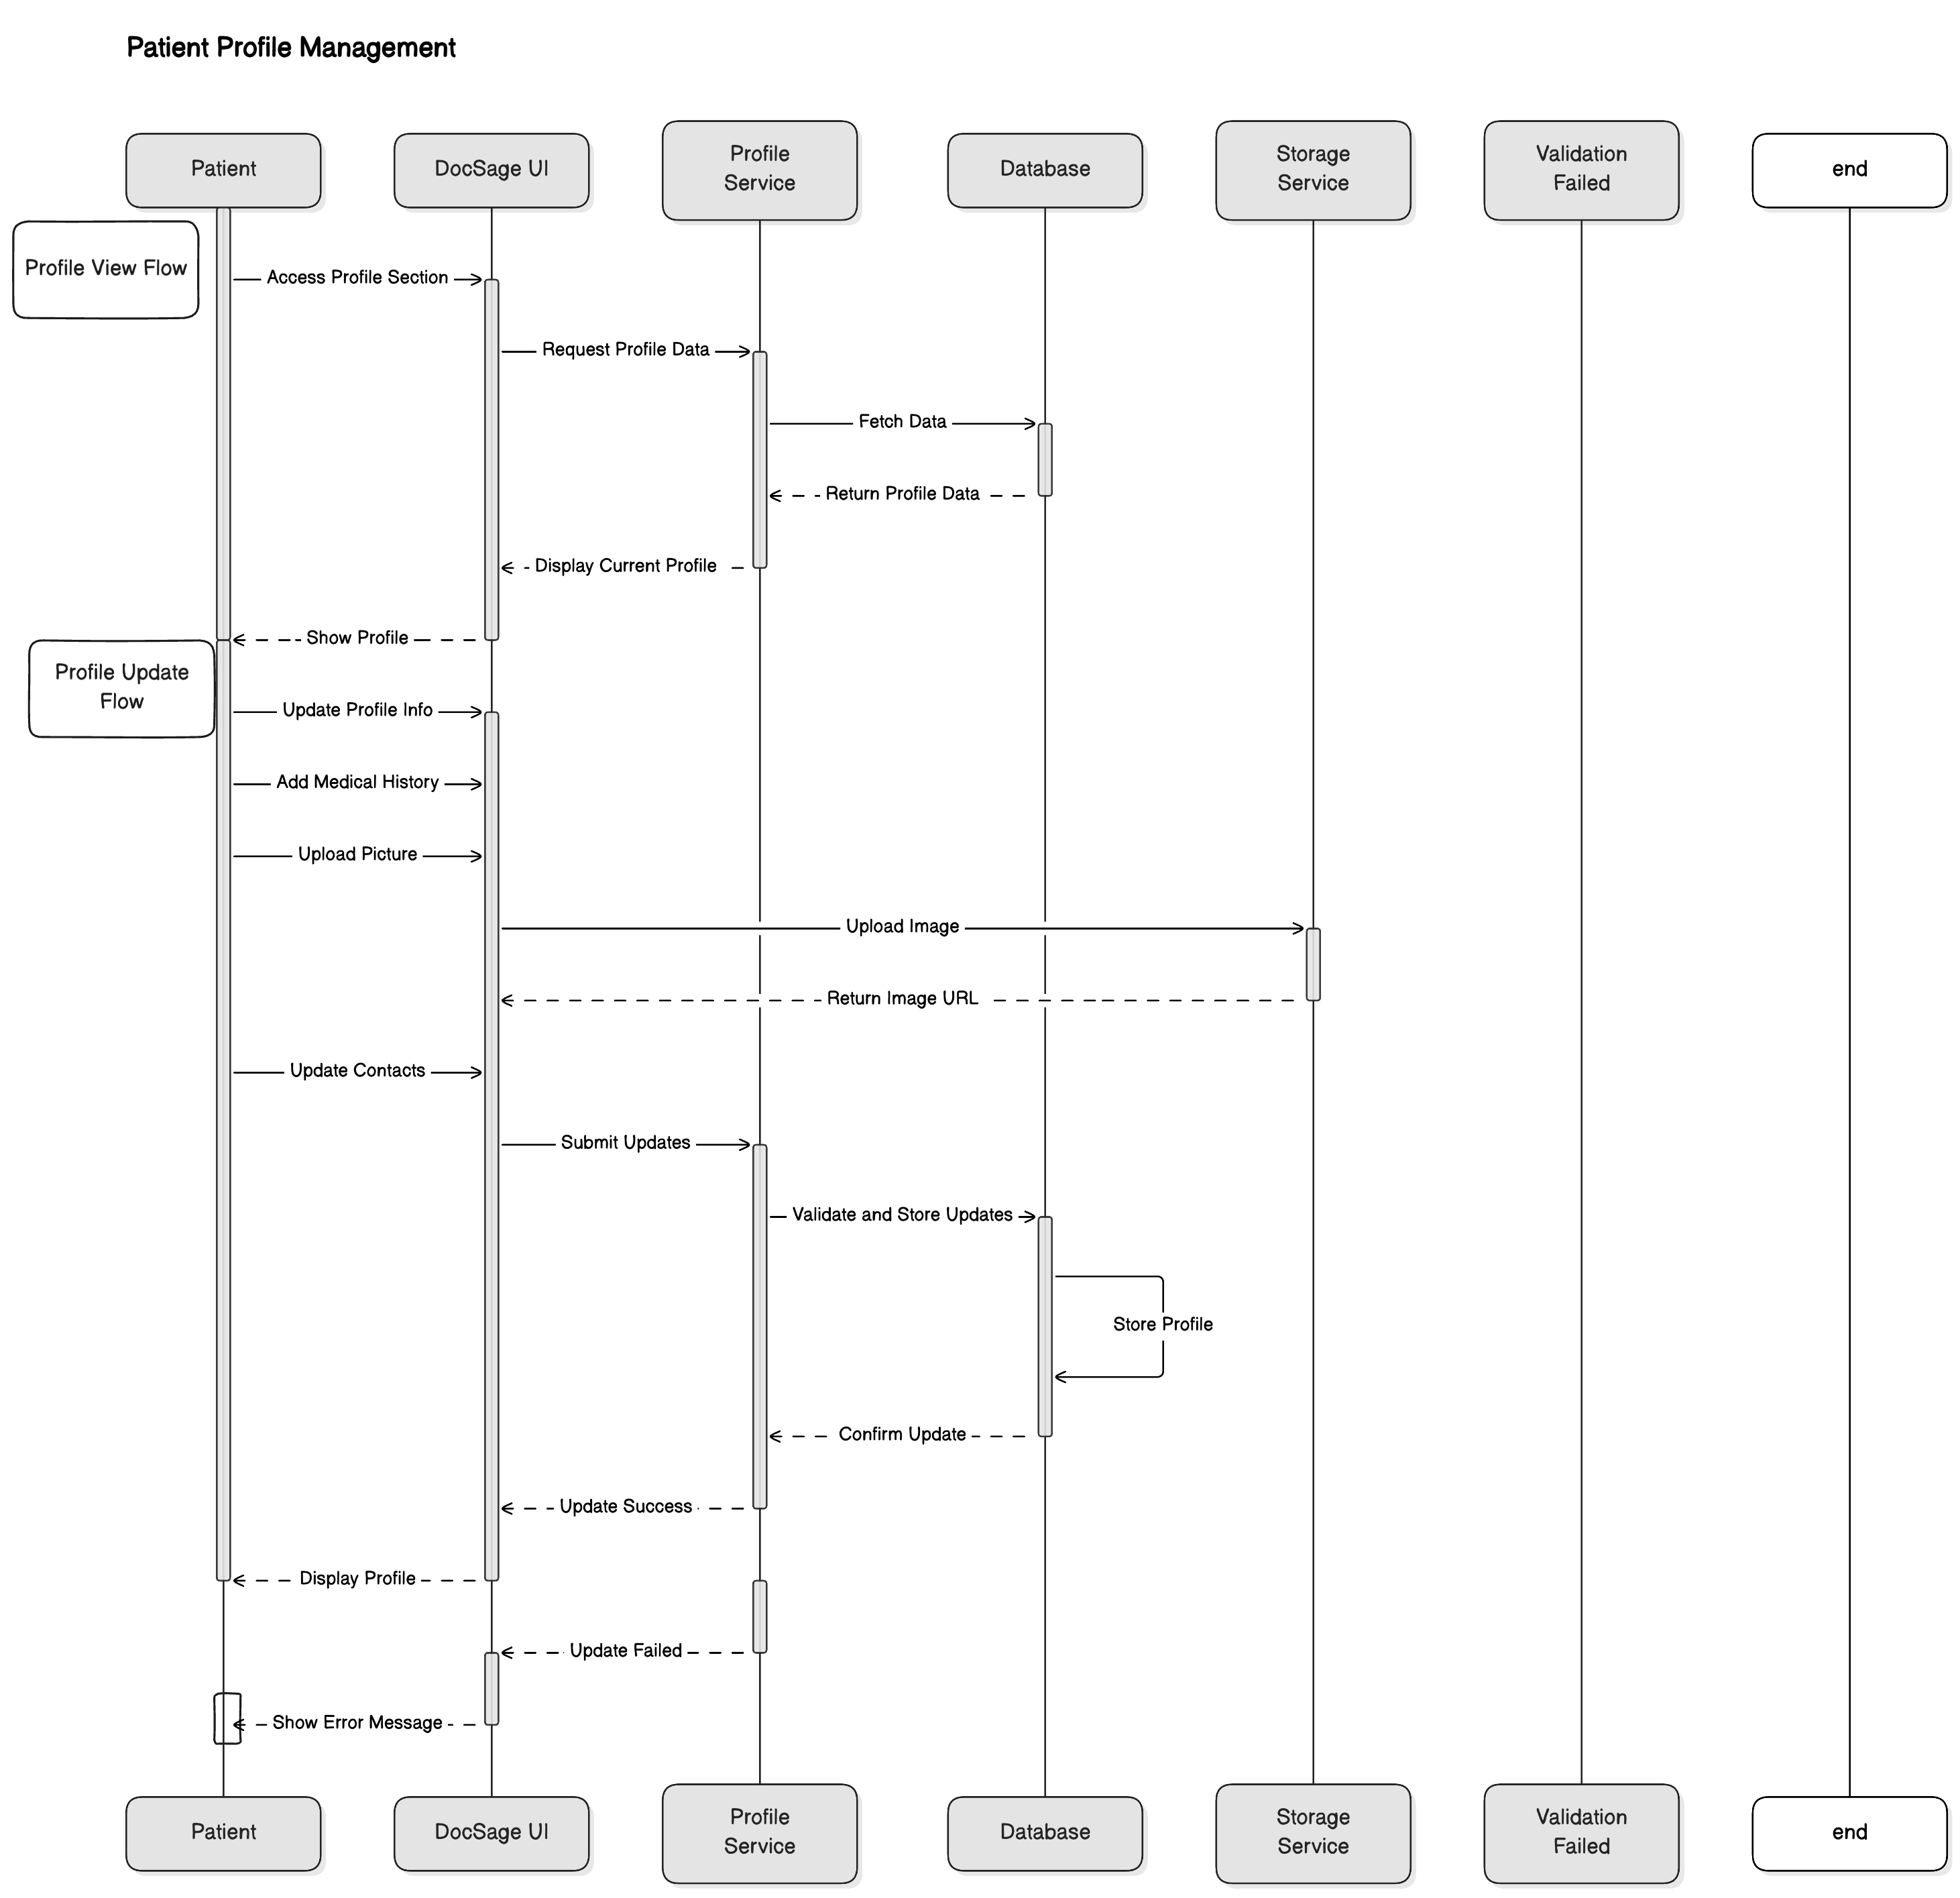 Patient Profile Management
Patient
DocSage UI
Profile
Service
Database
Storage
Service
Validation
Failed
end
Profile View Flow
Access Profile Section
Request Profile Data
Fetch Data
Return Profile Data
Display Current Profile
Show Profile
Profile Update
Flow
Update Profile Info
Add Medical History
Upload Picture
Upload Image
Return Image URL
Update Contacts
Submit Updates
Validate and Store Updates
Store Profile
Confirm Update
Update Success
Display Profile
Update Failed
Show Error Message
Patient
DocSage UI
Profile
Service
Database
Storage
Service
Validation
Failed
end